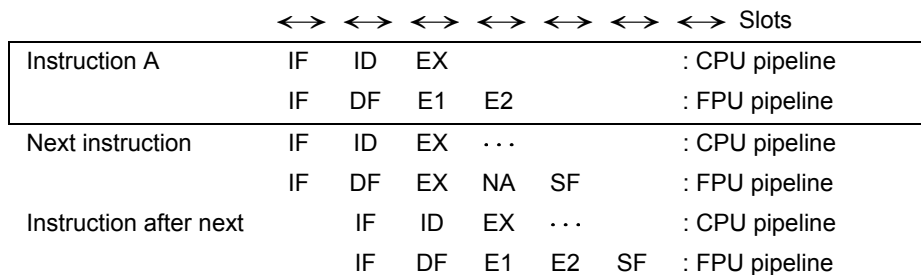 ←→ ←→ ←→ ←→ ←→ ←→ ←→ Slots
Instruction A IF ID EX : CPU pipeline
IF DF E1 E2 : FPU pipeline
Next instruction IF ID EX ··· : CPU pipeline
IF DF EX NA SF : FPU pipeline
Instruction after next IF ID EX ··· : CPU pipeline
IF DF E1 E2 SF : FPU pipeline